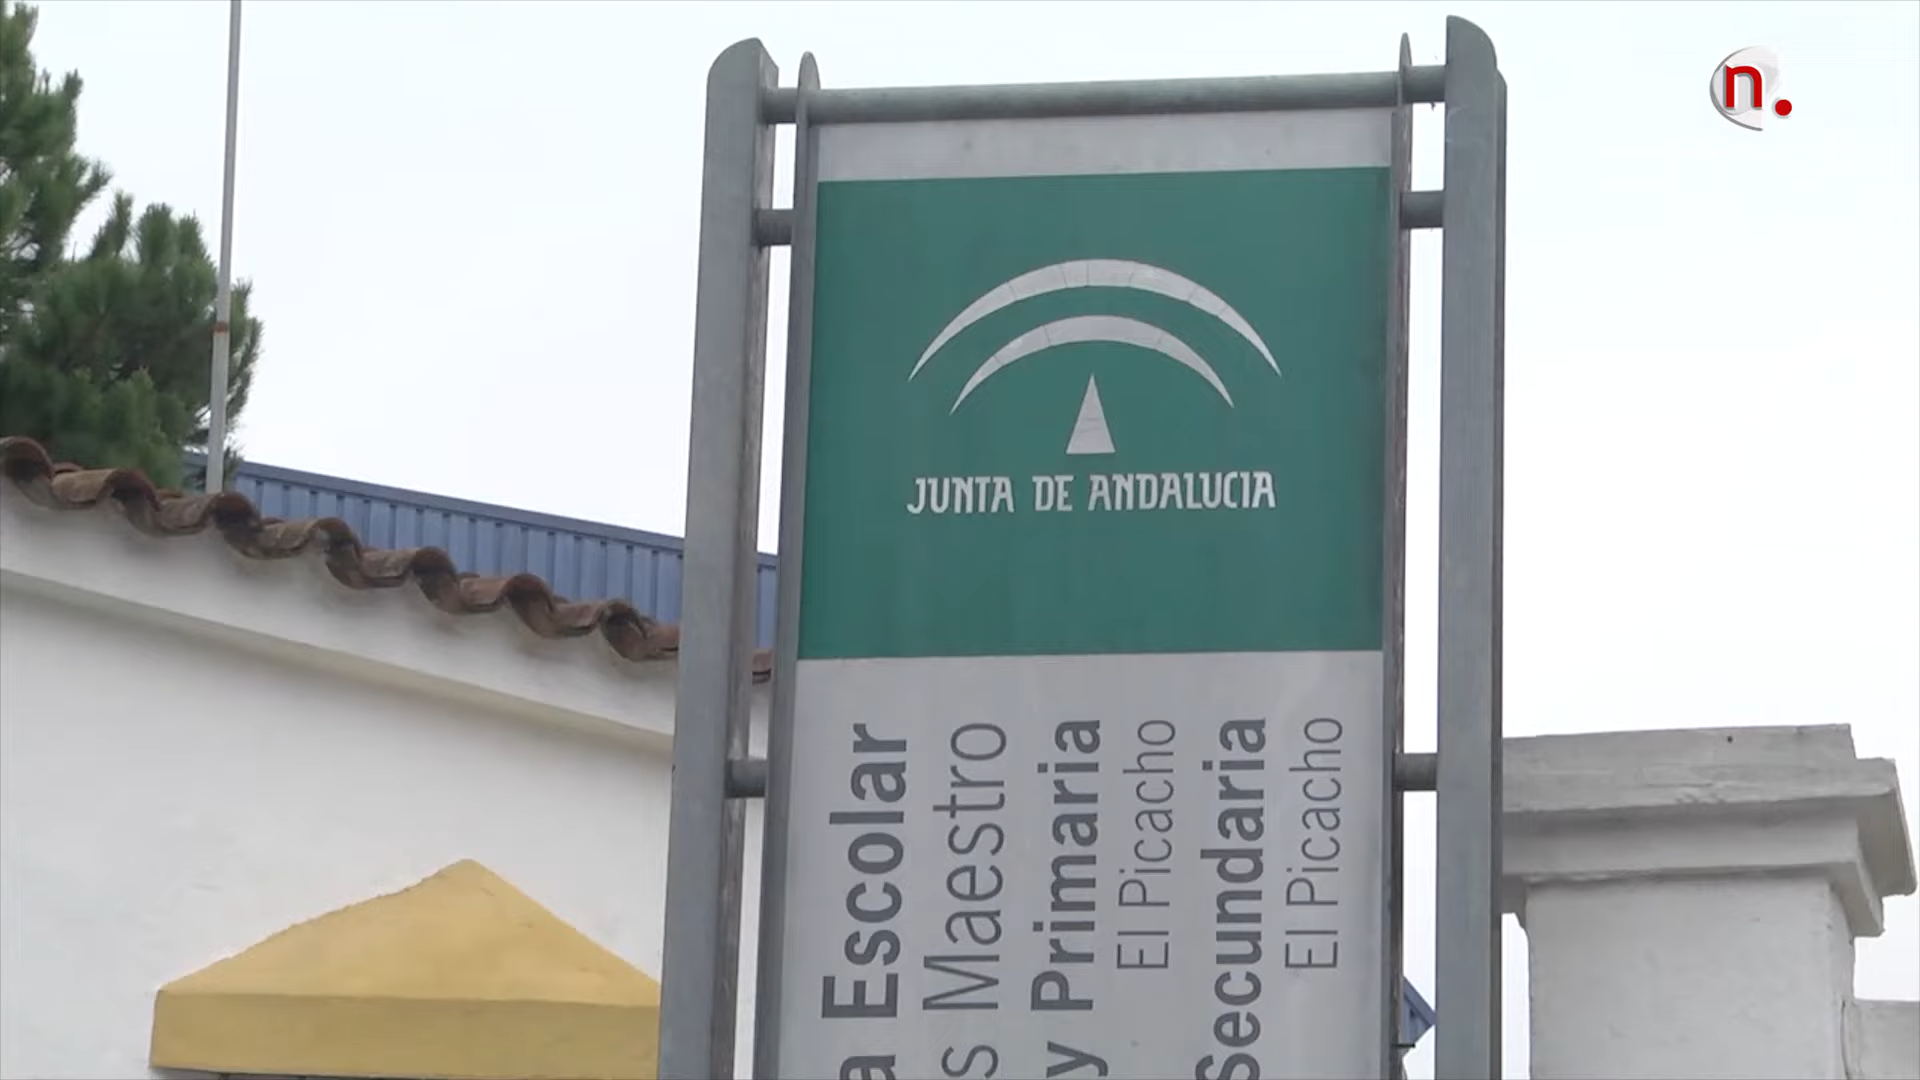 n.
JUNTA DE ANDALUCIA
a Escolar
s Maestro
y Primaria
El Picacho
Secundaria
El Picacho